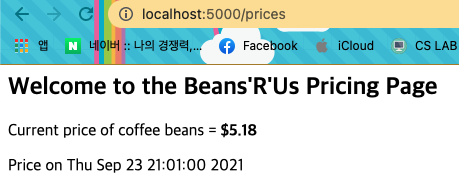 localhost:5000/prices
앱 네이버 :: 나의 경쟁력,... Facebook iCloud CS LAB
Welcome to the Beans'R'Us Pricing Page
Current price of coffee beans = $5.18
Price on Thu Sep 23 21:01:00 2021